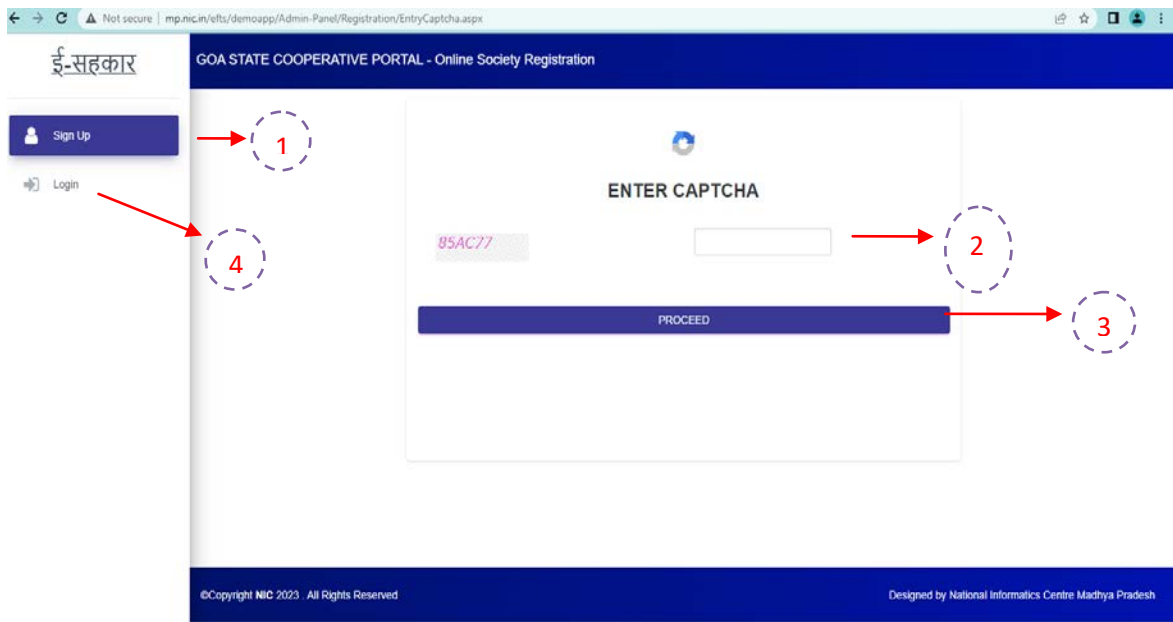 Not secure | mp.nic.in/efts/demoapp/Admin-Panel/Registration/EntryCaptcha.aspx
ई-सहकार
GOA STATE COOPERATIVE PORTAL - Online Society Registration
Sign Up
1
Login
ENTER CAPTCHA
85AC77
2
4
PROCEED
3
©Copyright NIC 2023 . All Rights Reserved
Designed by National Informatics Centre Madhya Pradesh